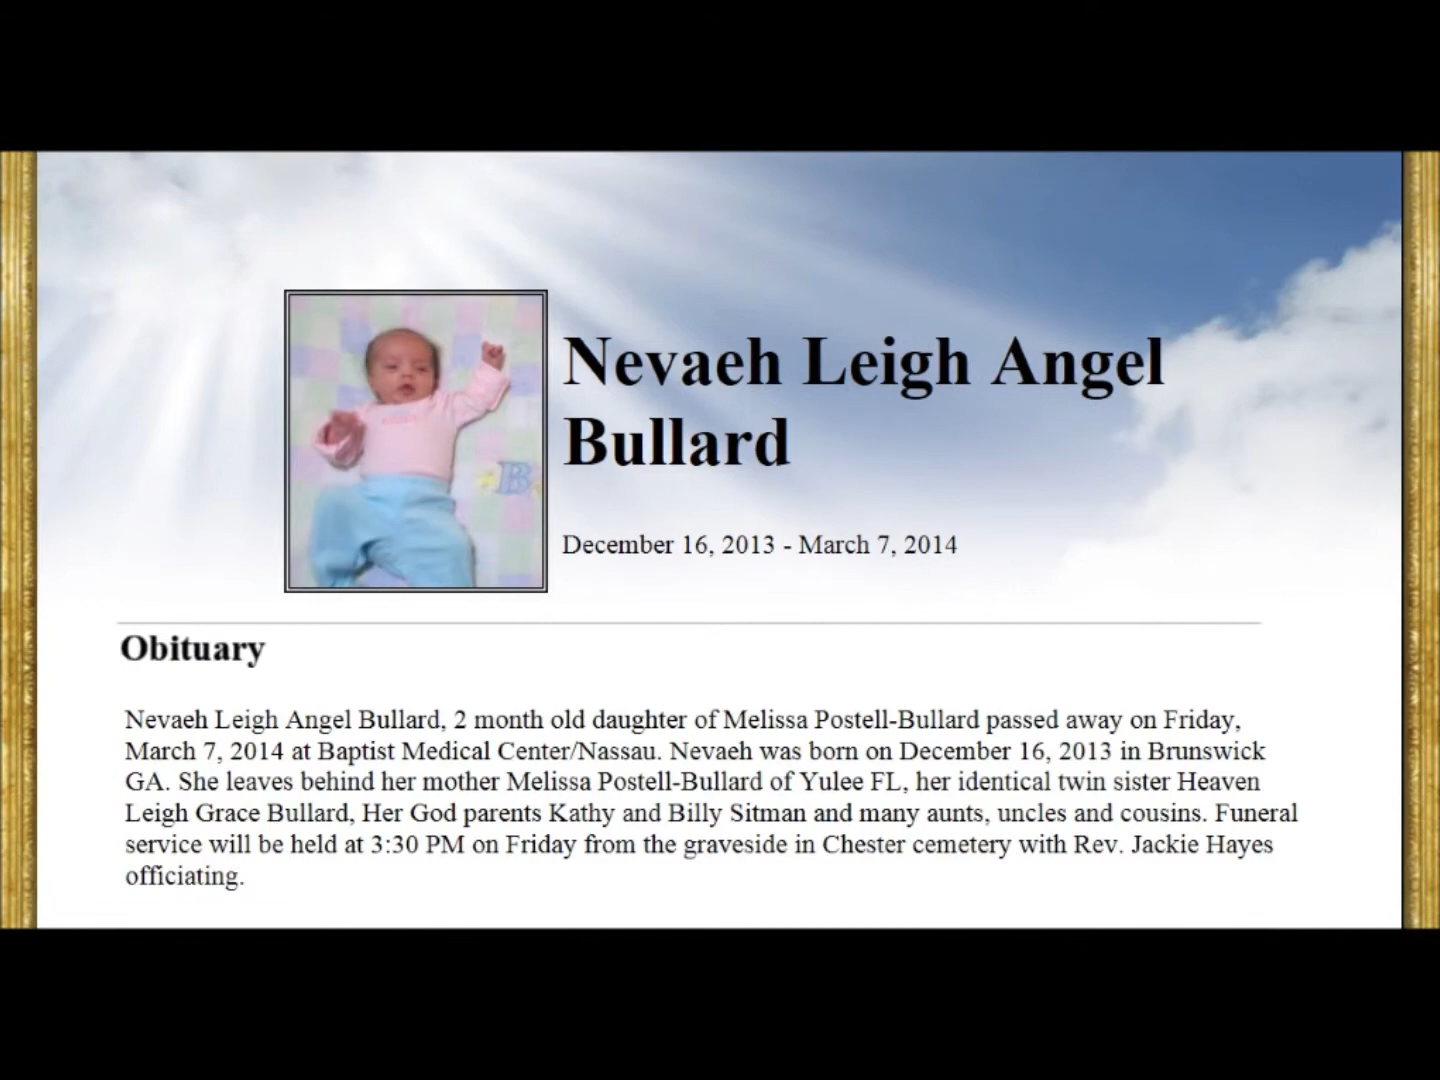 Nevaeh Leigh Angel
Bullard
December 16, 2013 - March 7, 2014
Obituary
Nevaeh Leigh Angel Bullard, 2 month old daughter of Melissa Postell-Bullard passed away on Friday,
March 7, 2014 at Baptist Medical Center/Nassau. Nevaeh was born on December 16, 2013 in Brunswick
GA. She leaves behind her mother Melissa Postell-Bullard of Yulee FL, her identical twin sister Heaven
Leigh Grace Bullard, Her God parents Kathy and Billy Sitman and many aunts, uncles and cousins. Funeral
service will be held at 3:30 PM on Friday from the graveside in Chester cemetery with Rev. Jackie Hayes
officiating.
B